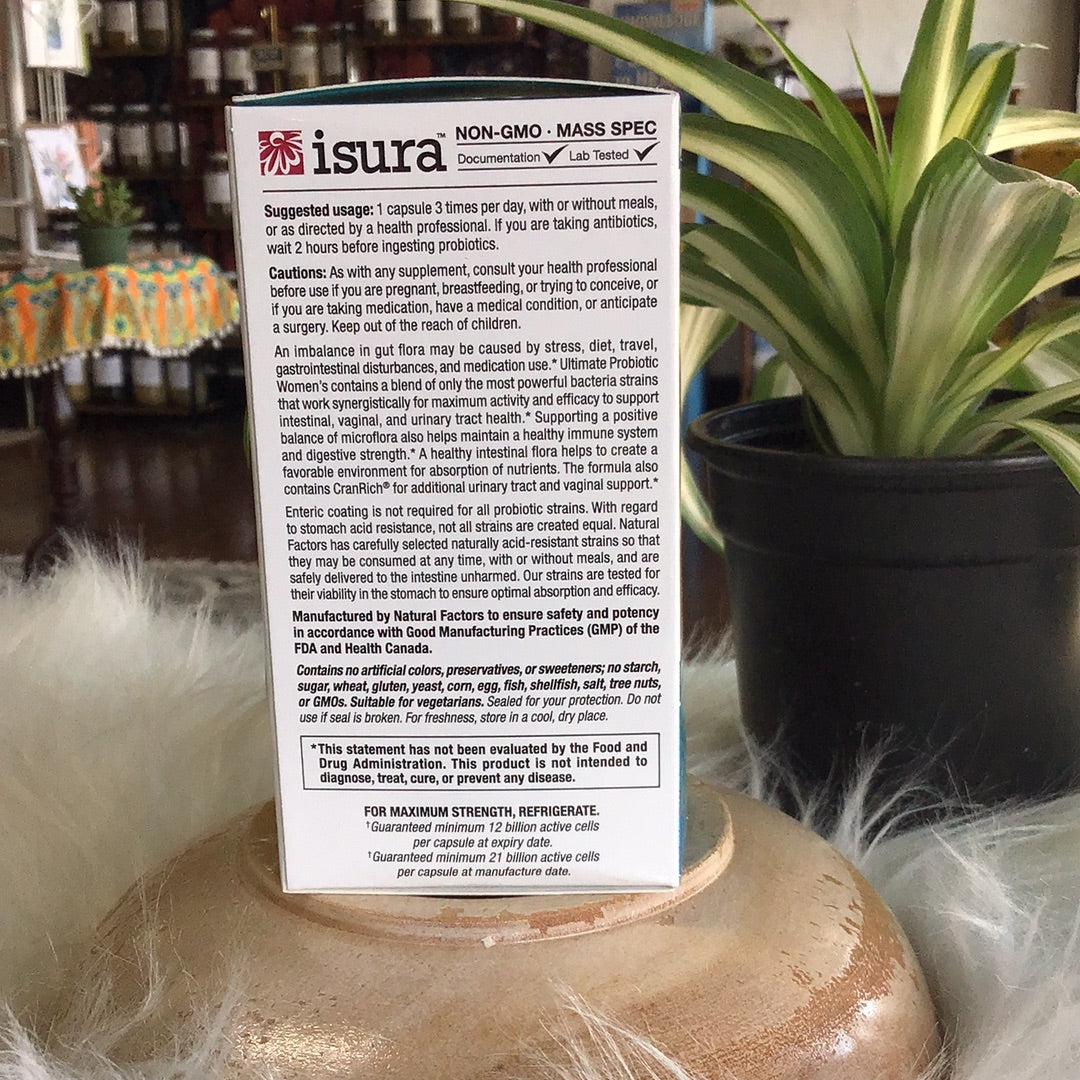 isura™
NON-GMO · MASS SPEC
Documentation ✓ Lab Tested ✓
Suggested usage: 1 capsule 3 times per day, with or without meals,
or as directed by a health professional. If you are taking antibiotics,
wait 2 hours before ingesting probiotics.
Cautions: As with any supplement, consult your health professional
before use if you are pregnant, breastfeeding, or trying to conceive, or
if you are taking medication, have a medical condition, or anticipate
a surgery. Keep out of the reach of children.
An imbalance in gut flora may be caused by stress, diet, travel,
gastrointestinal disturbances, and medication use.* Ultimate Probiotic
Women's contains a blend of only the most powerful bacteria strains
that work synergistically for maximum activity and efficacy to support
intestinal, vaginal, and urinary tract health.* Supporting a positive
balance of microflora also helps maintain a healthy immune system
and digestive strength.* A healthy intestinal flora helps to create a
favorable environment for absorption of nutrients. The formula also
contains CranRich® for additional urinary tract and vaginal support.*
Enteric coating is not required for all probiotic strains. With regard
to stomach acid resistance, not all strains are created equal. Natural
Factors has carefully selected naturally acid-resistant strains so that
they may be consumed at any time, with or without meals, and are
safely delivered to the intestine unharmed. Our strains are tested for
their viability in the stomach to ensure optimal absorption and efficacy.
Manufactured by Natural Factors to ensure safety and potency
in accordance with Good Manufacturing Practices (GMP) of the
FDA and Health Canada.
Contains no artificial colors, preservatives, or sweeteners; no starch,
sugar, wheat, gluten, yeast, corn, egg, fish, shellfish, salt, tree nuts,
or GMOs. Suitable for vegetarians. Sealed for your protection. Do not
use if seal is broken. For freshness, store in a cool, dry place.
*This statement has not been evaluated by the Food and
Drug Administration. This product is not intended to
diagnose, treat, cure, or prevent any disease.
FOR MAXIMUM STRENGTH, REFRIGERATE.
†Guaranteed minimum 12 billion active cells
per capsule at expiry date.
†Guaranteed minimum 21 billion active cells
per capsule at manufacture date.